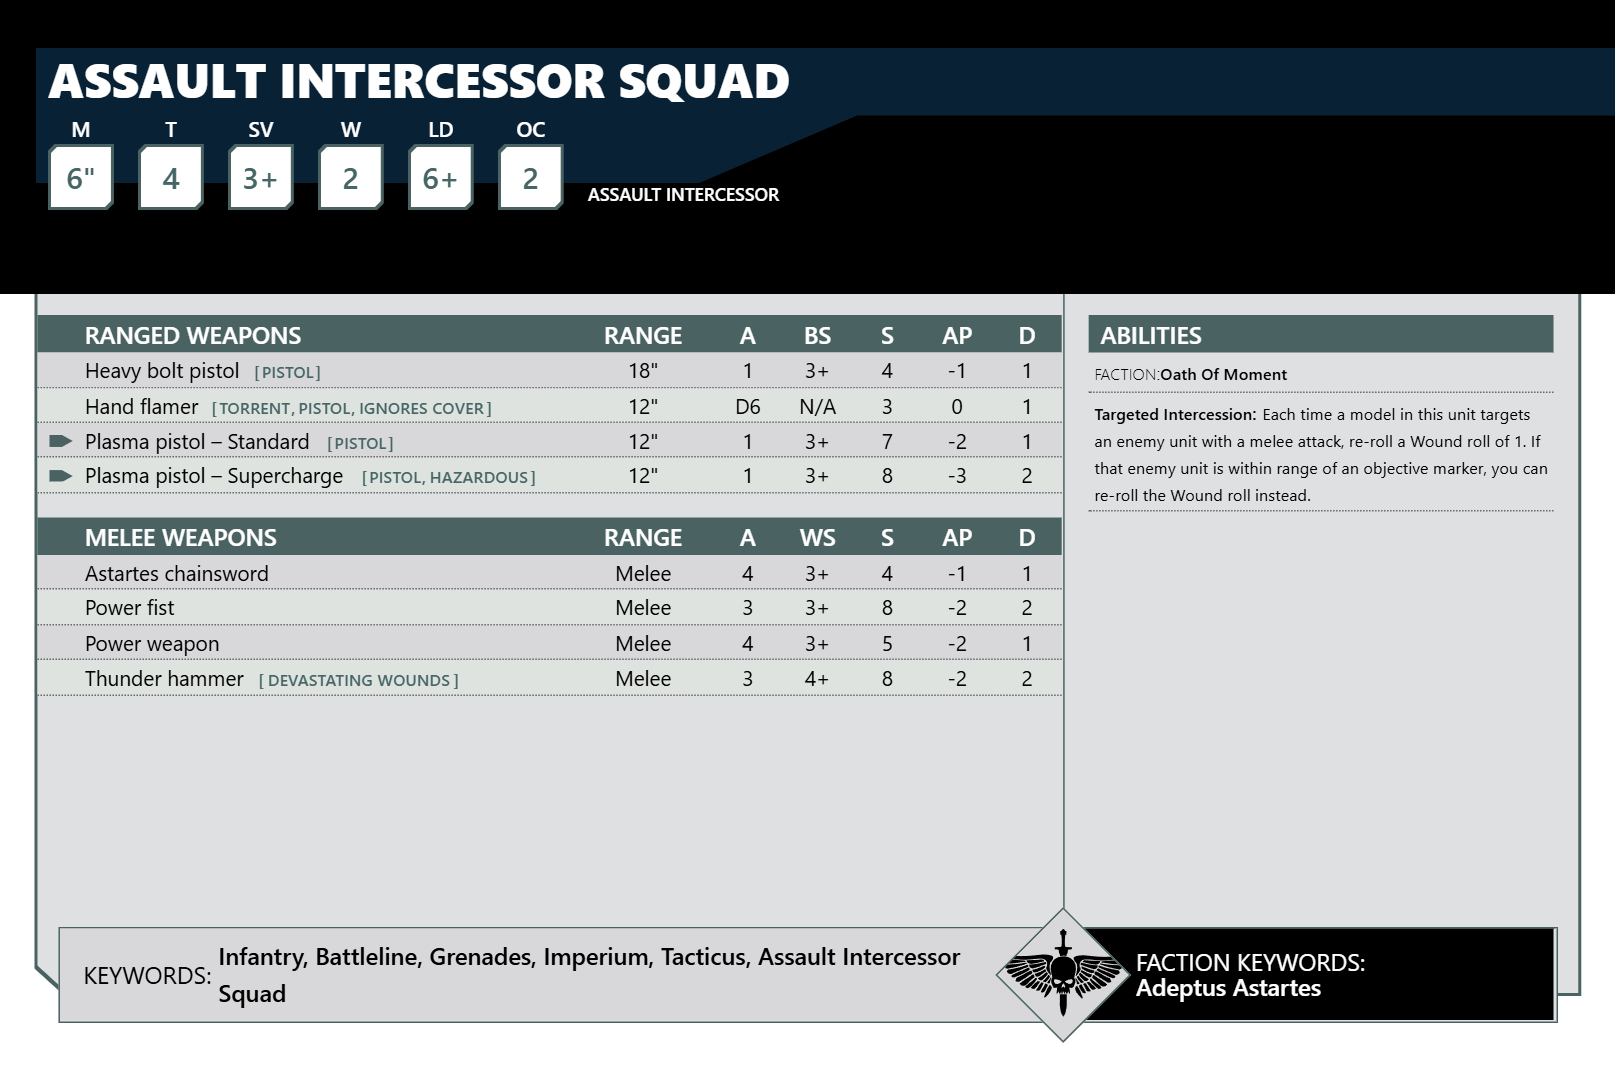 ASSAULT INTERCESSOR SQUAD
M T SV W LD OC
6" 4 3+ 2 6+ 2
ASSAULT INTERCESSOR
RANGED WEAPONS RANGE A BS S AP D
Heavy bolt pistol [PISTOL] 18" 1 3+ 4 -1 1
Hand flamer [TORRENT, PISTOL, IGNORES COVER] 12" D6 N/A 3 0 1
Plasma pistol – Standard [PISTOL] 12" 1 3+ 7 -2 1
Plasma pistol – Supercharge [PISTOL, HAZARDOUS] 12" 1 3+ 8 -3 2
MELEE WEAPONS RANGE A WS S AP D
Astartes chainsword Melee 4 3+ 4 -1 1
Power fist Melee 3 3+ 8 -2 2
Power weapon Melee 4 3+ 5 -2 1
Thunder hammer [ DEVASTATING WOUNDS ] Melee 3 4+ 8 -2 2
ABILITIES
FACTION:Oath Of Moment
Targeted Intercession: Each time a model in this unit targets
an enemy unit with a melee attack, re-roll a Wound roll of 1. If
that enemy unit is within range of an objective marker, you can
re-roll the Wound roll instead.
KEYWORDS: Infantry, Battleline, Grenades, Imperium, Tacticus, Assault Intercessor
Squad
FACTION KEYWORDS:
Adeptus Astartes